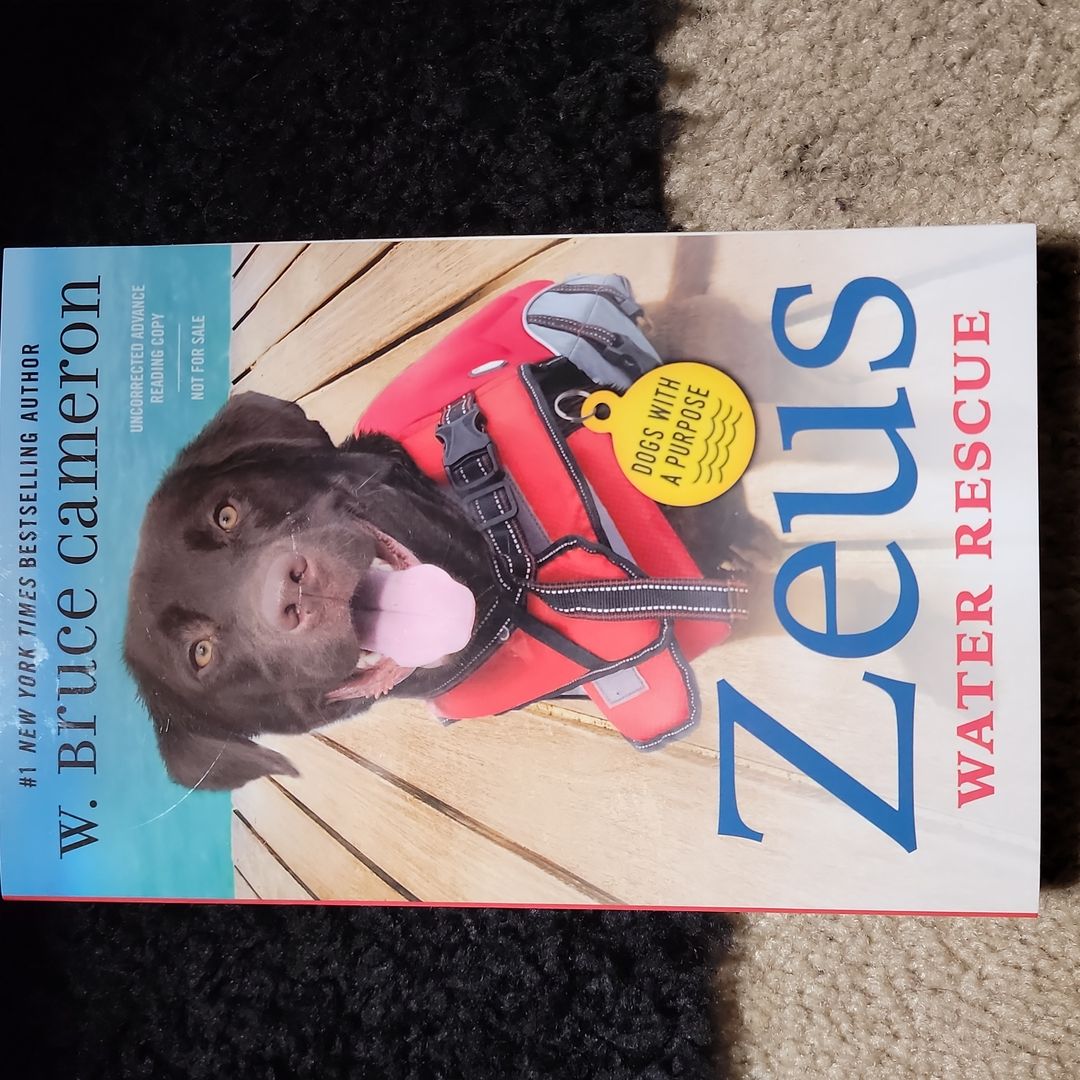 #1 NEW YORK TIMES BESTSELLING AUTHOR
W. Bruce Cameron
UNCORRECTED ADVANCE
READING COPY
NOT FOR SALE
DOGS WITH
A PURPOSE
Zeus
WATER RESCUE